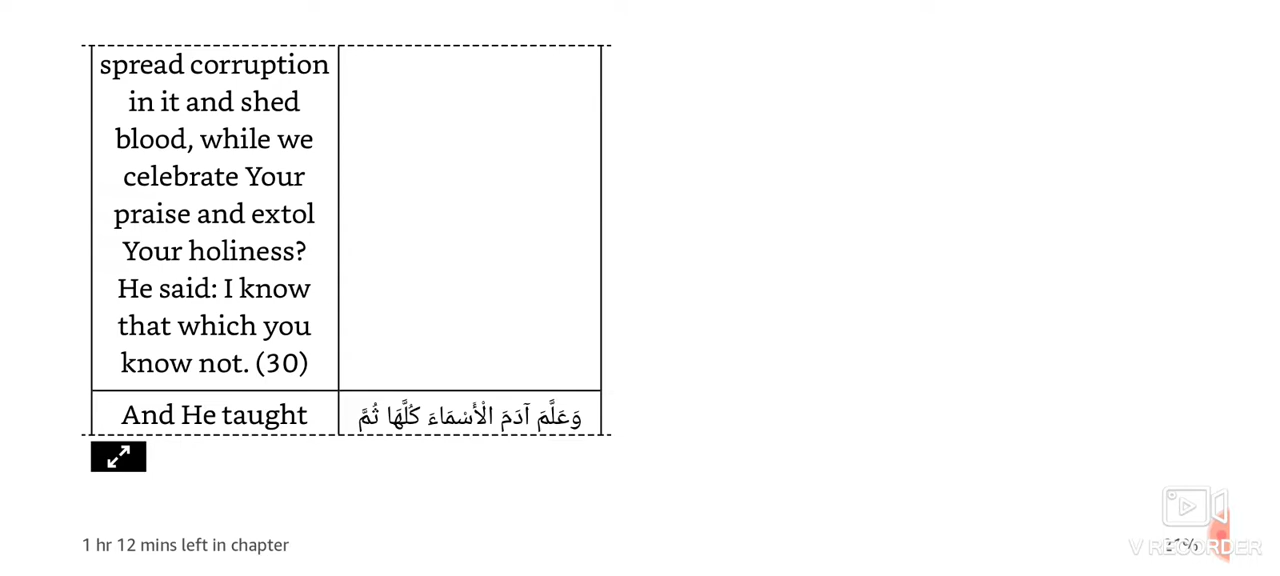 spread corruption
in it and shed
blood, while we
celebrate Your
praise and extol
Your holiness?
He said: I know
that which you
know not. (30)
And He taught
وَعَلَّمَ آدَمَ الْأَسْمَاءَ كُلَّهَا ثُمَّ
1 hr 12 mins left in chapter
V RECORDER